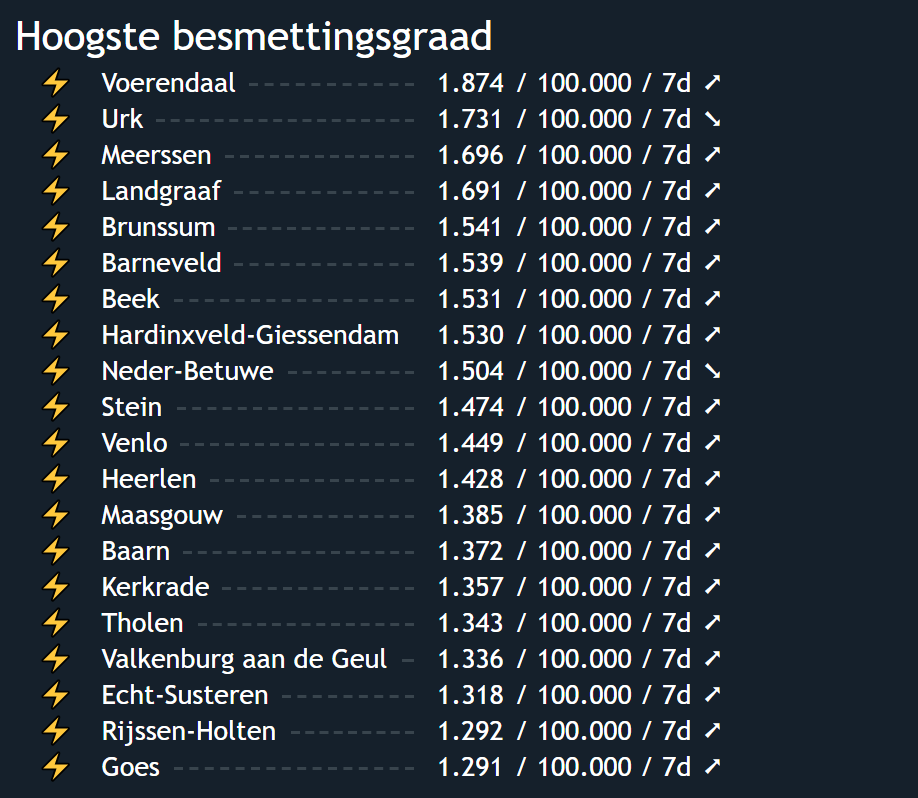 Hoogste besmettingsgraad
⚡ Voerendaal ------------ 1.874 / 100.000 / 7d ➚
⚡ Urk ------------------- 1.731 / 100.000 / 7d ➘
⚡ Meerssen ------------- 1.696 / 100.000 / 7d ➚
⚡ Landgraaf ------------- 1.691 / 100.000 / 7d ➚
⚡ Brunssum ------------- 1.541 / 100.000 / 7d ➚
⚡ Barneveld ------------- 1.539 / 100.000 / 7d ➚
⚡ Beek ----------------- 1.531 / 100.000 / 7d ➚
⚡ Hardinxveld-Giessendam 1.530 / 100.000 / 7d ➚
⚡ Neder-Betuwe --------- 1.504 / 100.000 / 7d ➘
⚡ Stein ----------------- 1.474 / 100.000 / 7d ➚
⚡ Venlo ---------------- 1.449 / 100.000 / 7d ➚
⚡ Heerlen -------------- 1.428 / 100.000 / 7d ➚
⚡ Maasgouw ------------ 1.385 / 100.000 / 7d ➚
⚡ Baarn ---------------- 1.372 / 100.000 / 7d ➚
⚡ Kerkrade ------------- 1.357 / 100.000 / 7d ➚
⚡ Tholen --------------- 1.343 / 100.000 / 7d ➚
⚡ Valkenburg aan de Geul - 1.336 / 100.000 / 7d ➚
⚡ Echt-Susteren --------- 1.318 / 100.000 / 7d ➚
⚡ Rijssen-Holten -------- 1.292 / 100.000 / 7d ➚
⚡ Goes ----------------- 1.291 / 100.000 / 7d ➚